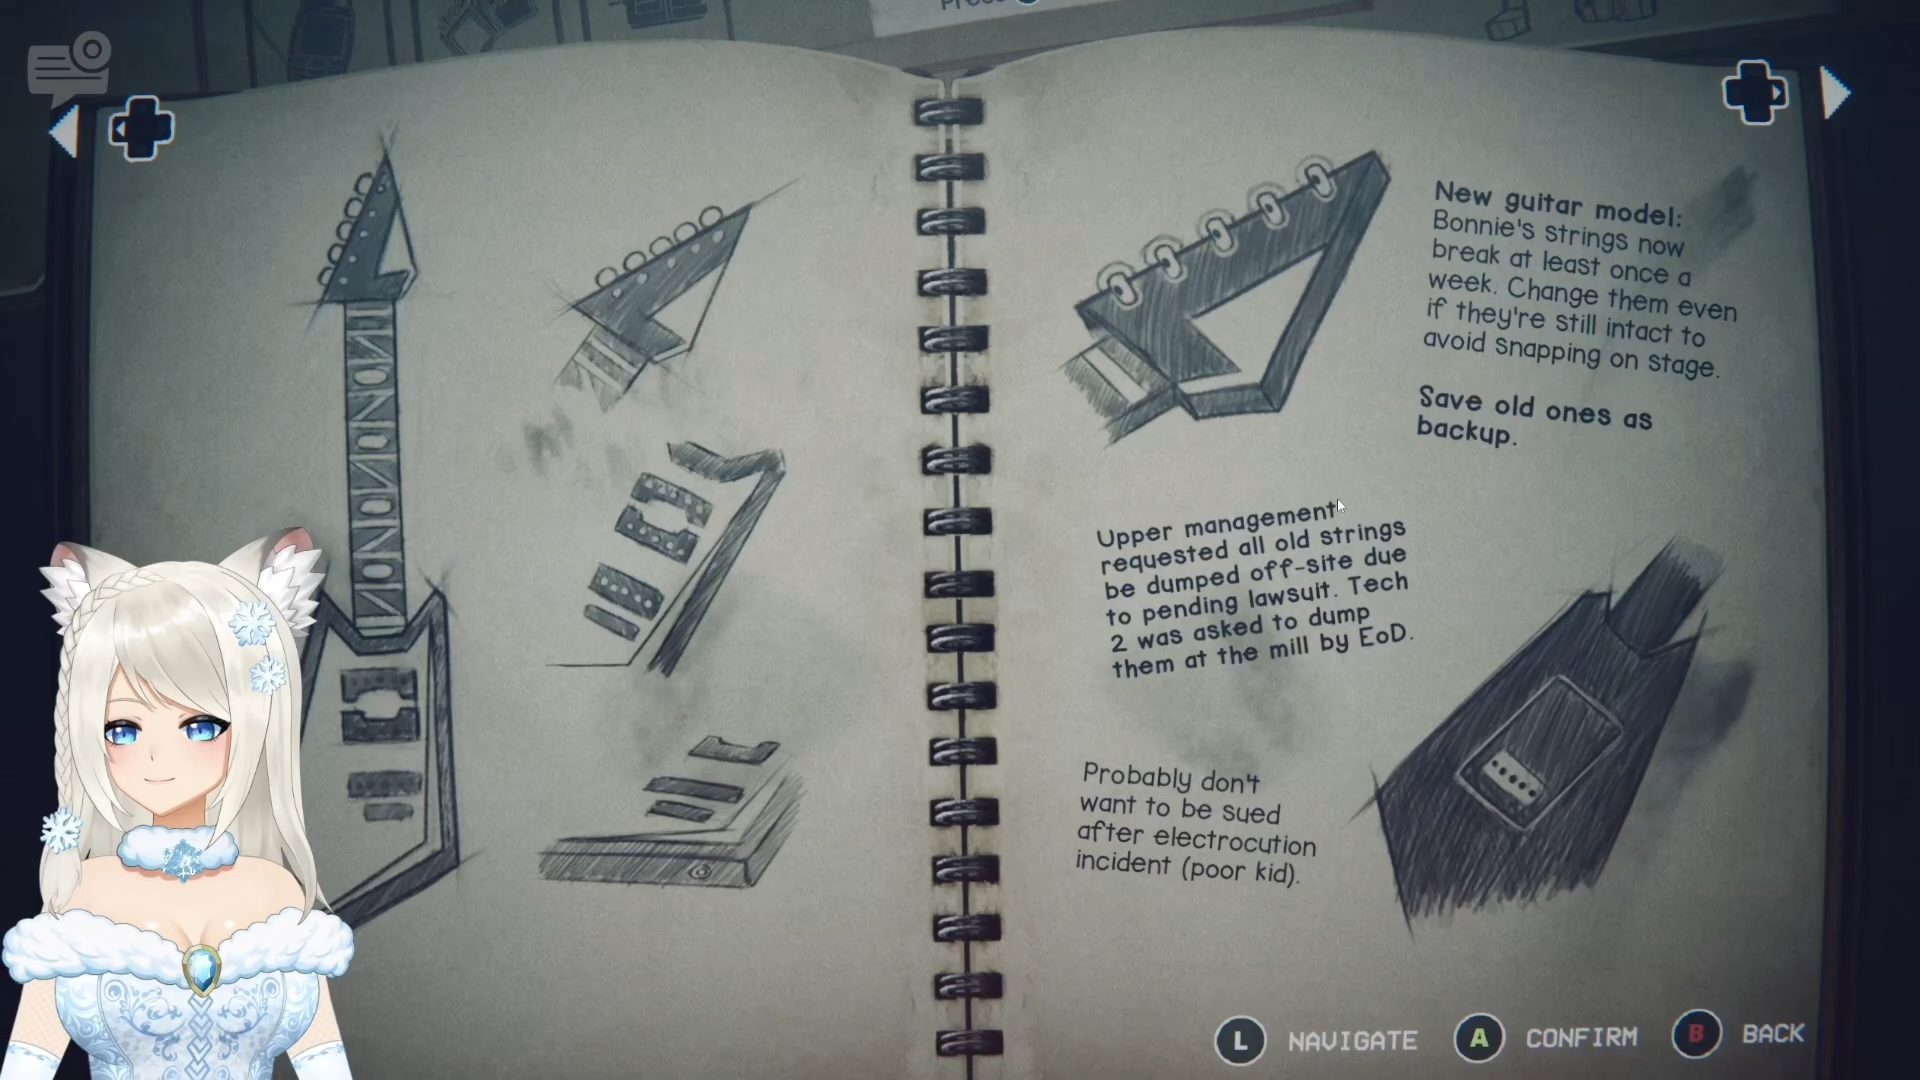 New guitar model:
Bonnie's strings now
break at least once a
week. Change them even
if they're still intact to
avoid snapping on stage.
Save old ones as
backup.
Upper management
requested all old strings
be dumped off-site due
to pending lawsuit. Tech
2 was asked to dump
them at the mill by EoD.
Probably don't
want to be sued
after electrocution
incident (poor kid).
L NAVIGATE A CONFIRM B BACK